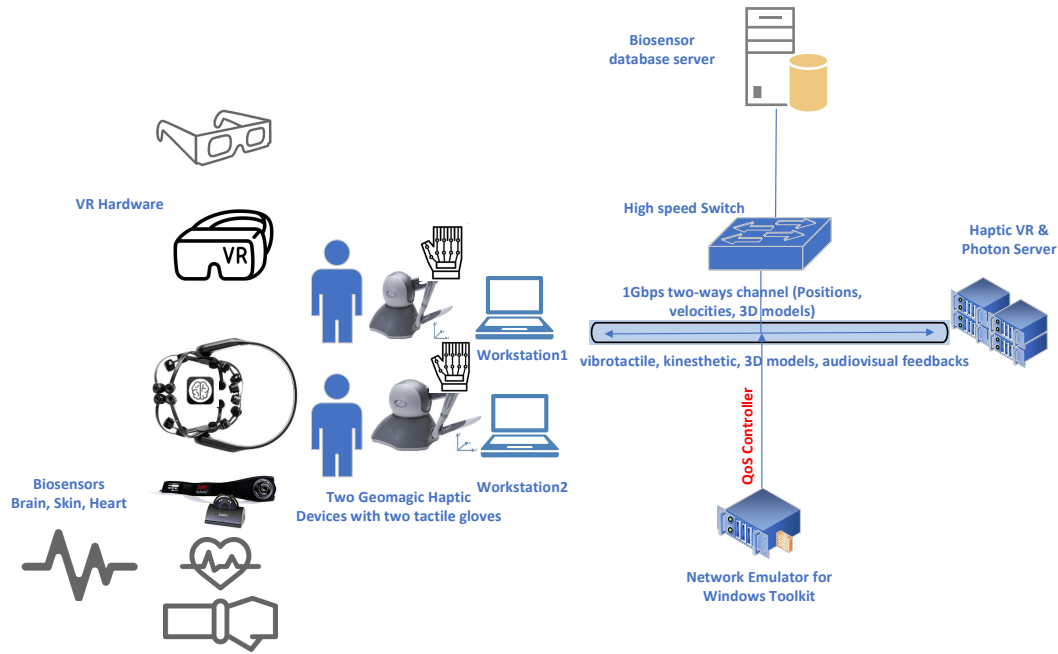 Biosensor
database server
VR Hardware
VR
High speed Switch
Haptic VR &
Photon Server
1Gbps two-ways channel (Positions,
velocities, 3D models)
Workstation1
vibrotactile, kinesthetic, 3D models, audiovisual feedbacks
QoS Controller
Biosensors
Brain, Skin, Heart
Two Geomagic Haptic
Devices with two tactile gloves
Workstation2
Network Emulator for
Windows Toolkit